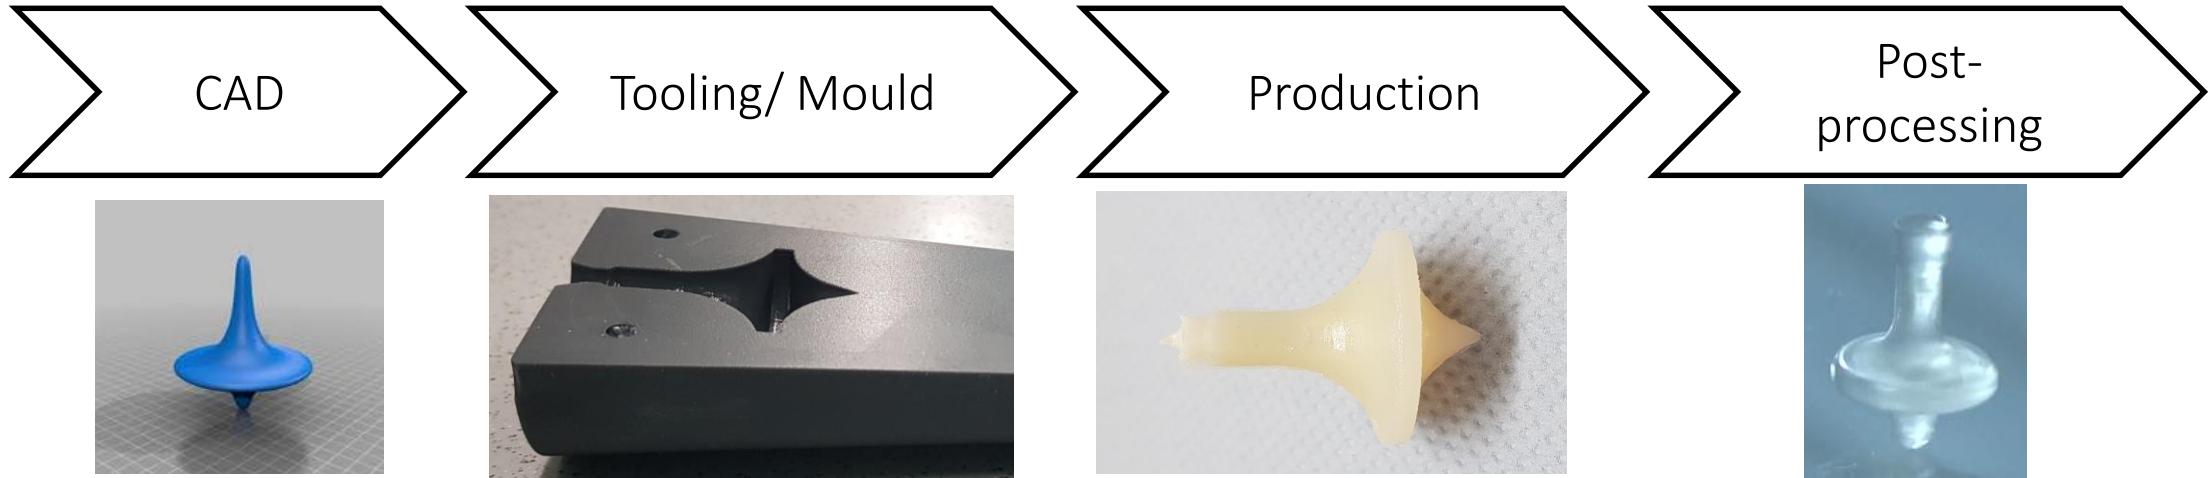 CAD
Tooling/ Mould
Production
Post-
processing